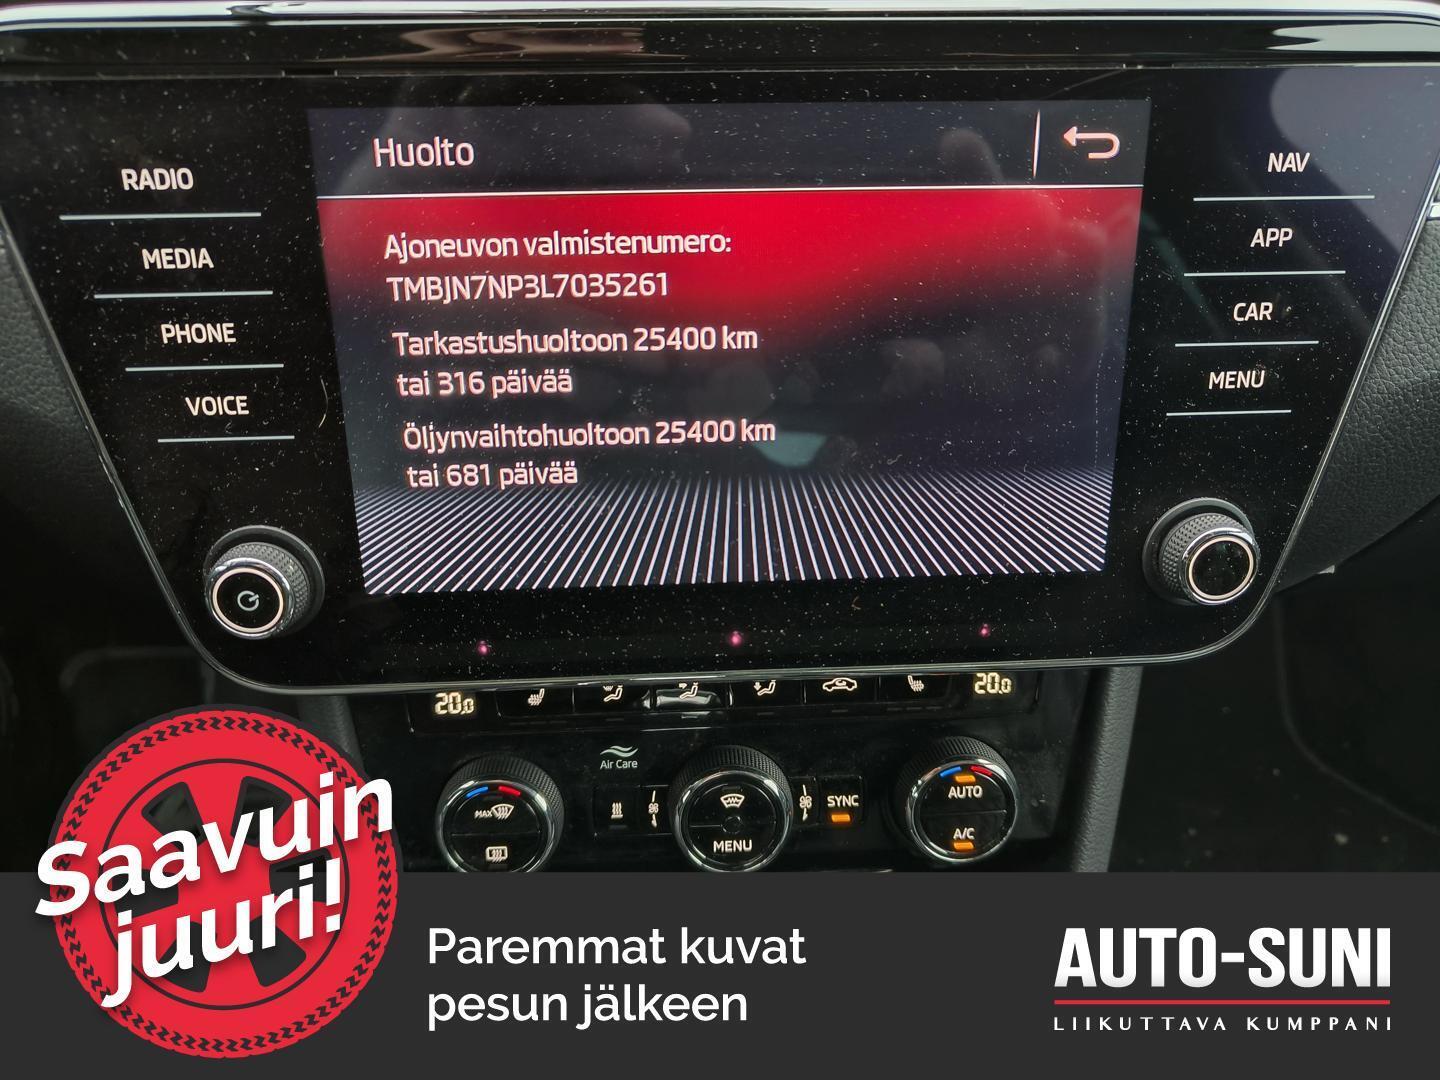 Huolto
RADIO
MEDIA
PHONE
VOICE
Ajoneuvon valmistenumero:
TMBJN7NP3L7035261
Tarkastushuoltoon 25400 km
tai 316 päivää
Öljynvaihtohuoltoon 25400 km
tai 681 päivää
NAV
APP
CAR
MENU
20.0
20.0
Air Care
MAX
MENU
SYNC
AUTO
A/C
Saavuin
juuri!
Paremmat kuvat
pesun jälkeen
AUTO-SUNI
LIIKUTTAVA KUMPPANI